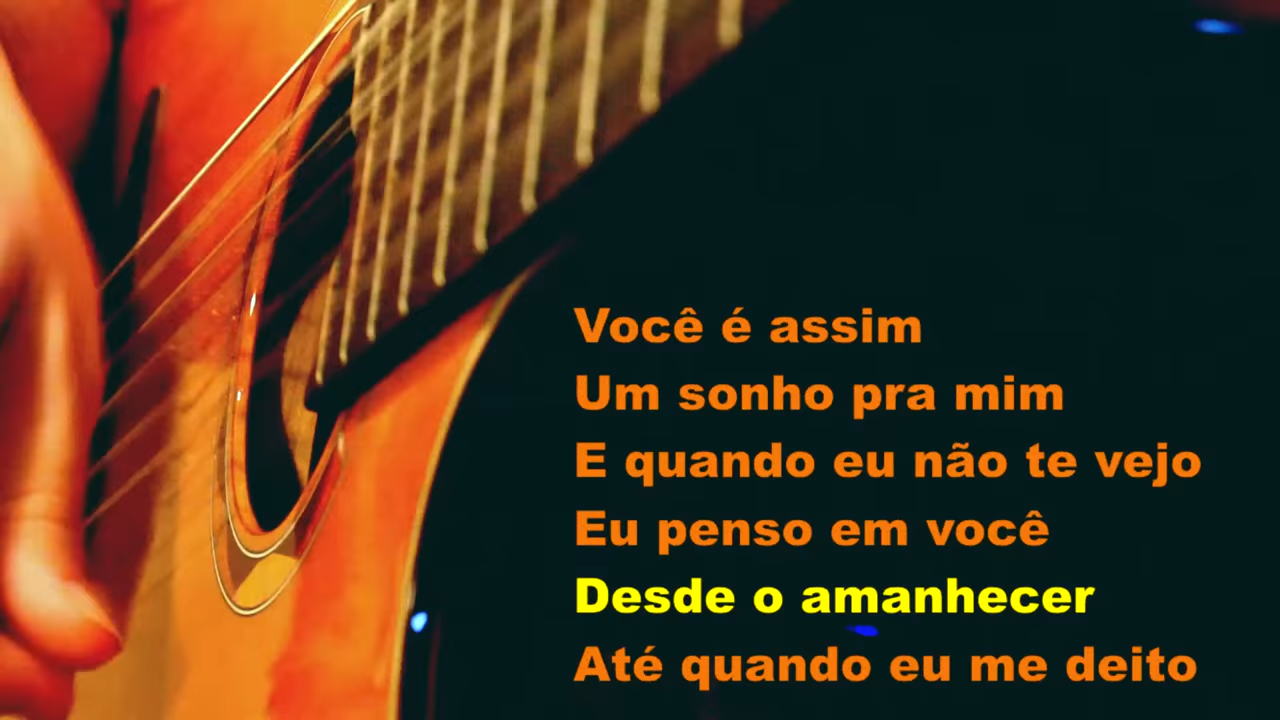 Você é assim
Um sonho pra mim
E quando eu não te vejo
Eu penso em você
Desde o amanhecer
Até quando eu me deito